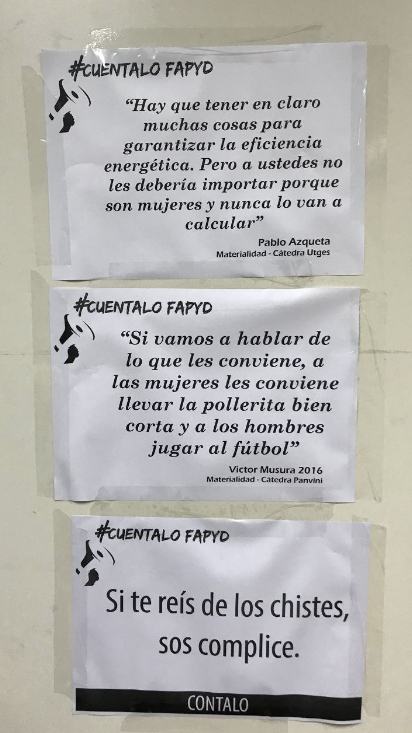 #CUENTALO FAPYD
“Hay que tener en claro
muchas cosas para
garantizar la eficiencia
energética. Pero a ustedes no
les debería importar porque
son mujeres y nunca lo van a
calcular”
Pablo Azqueta
Materialidad - Cátedra Utges
#CUENTALO FAPYD
“Si vamos a hablar de
lo que les conviene, a
las mujeres les conviene
llevar la pollerita bien
corta y a los hombres
jugar al fútbol”
Victor Musura 2016
Materialidad - Cátedra Panvini
#CUENTALO FAPYD
Si te reís de los chistes,
sos complice.
CONTALO